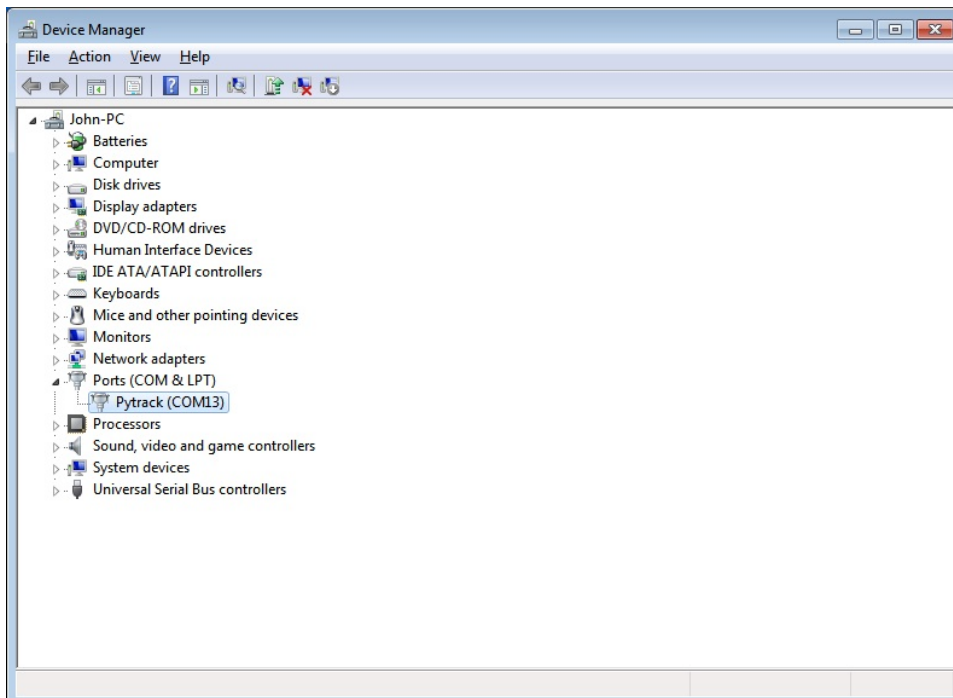 Device Manager
File Action View Help
John-PC
Batteries
Computer
Disk drives
Display adapters
DVD/CD-ROM drives
Human Interface Devices
IDE ATA/ATAPI controllers
Keyboards
Mice and other pointing devices
Monitors
Network adapters
Ports (COM & LPT)
Pytrack (COM13)
Processors
Sound, video and game controllers
System devices
Universal Serial Bus controllers